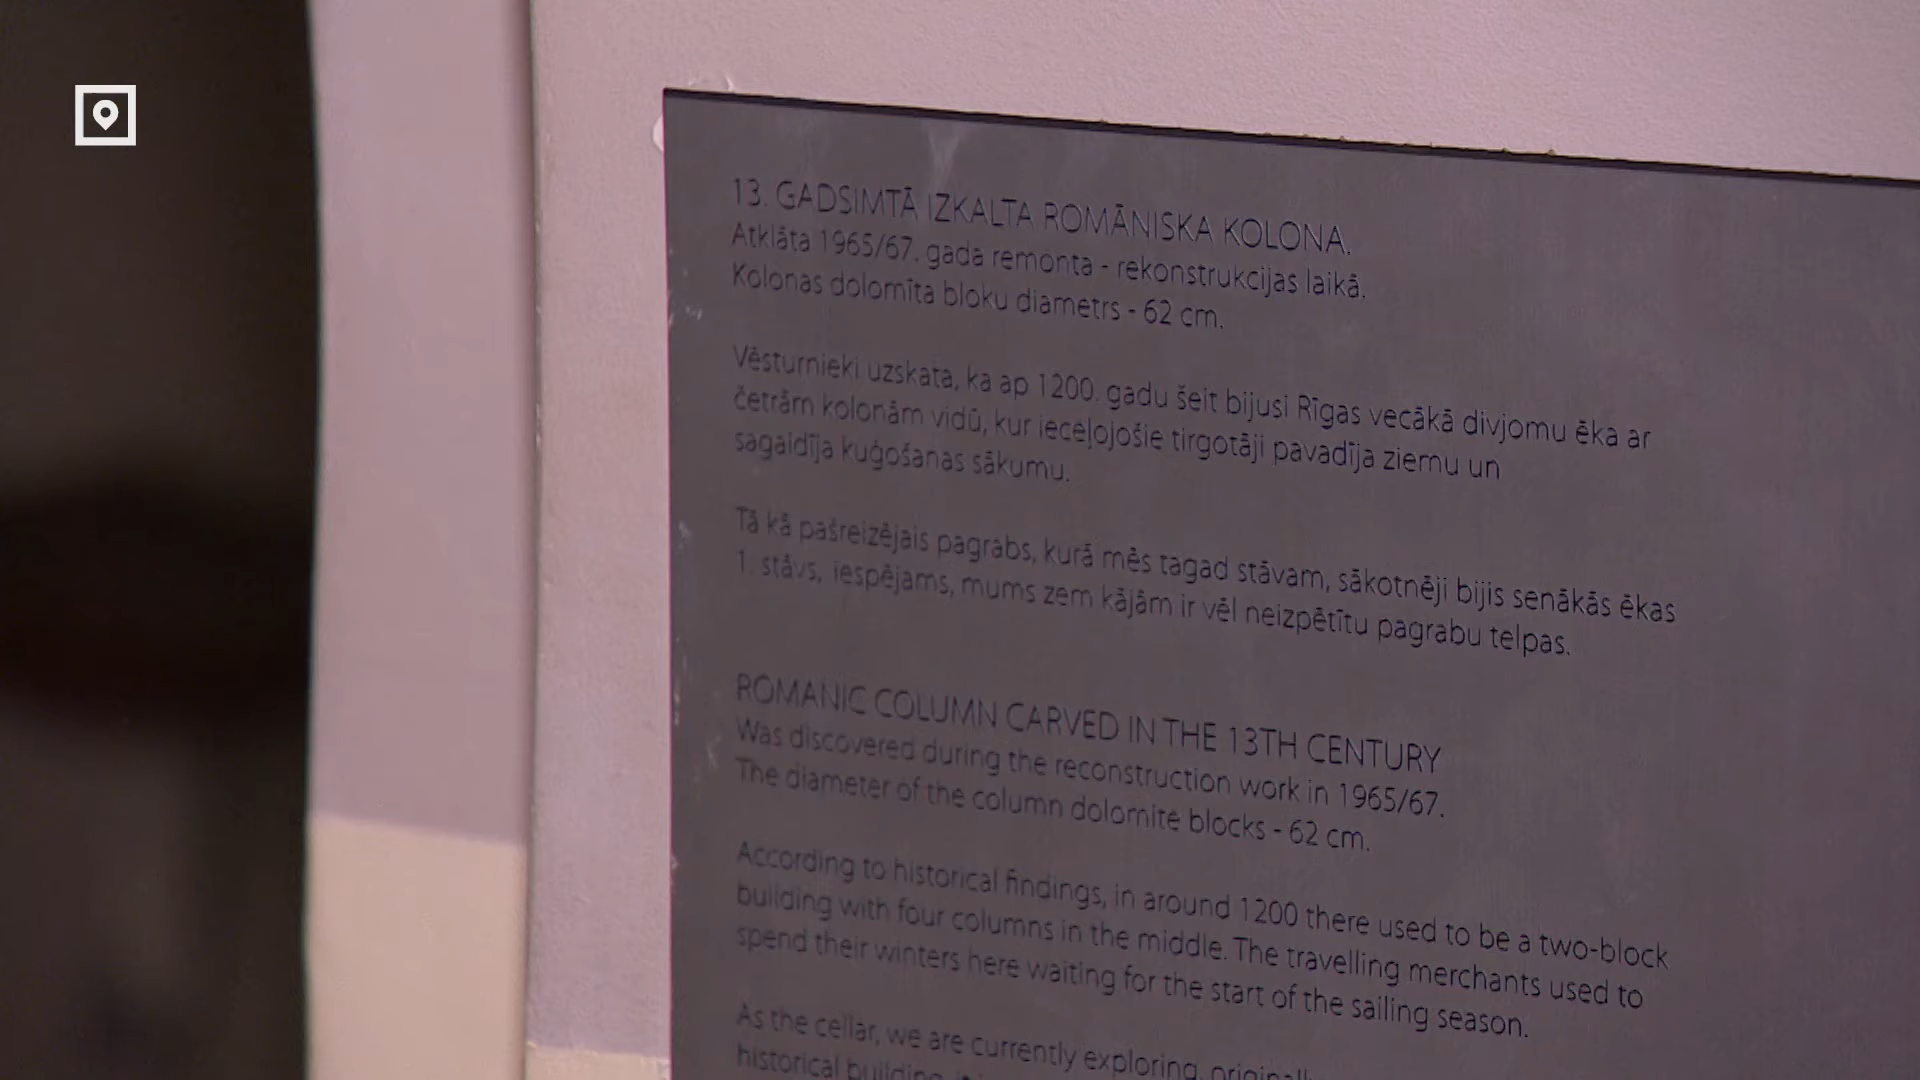 13. GADSIMTĀ IZKALTA ROMĀNISKA KOLONA.
Atklāta 1965/67. gada remonta - rekonstrukcijas laikā.
Kolonas dolomīta bloku diametrs - 62 cm.
Vēsturnieki uzskata, ka ap 1200. gadu šeit bijusi Rīgas vecākā divjomu ēka ar
četrām kolonām vidū, kur ieceļojošie tirgotāji pavadīja ziemu un
sagaidīja kuģošanas sākumu.
Tā kā pašreizējais pagrabs, kurā mēs tagad stāvam, sākotnēji bijis senākās ēkas
1. stāvs, iespējams, mums zem kājām ir vēl neizpētītu pagrabu telpas.
ROMANIC COLUMN CARVED IN THE 13TH CENTURY
Was discovered during the reconstruction work in 1965/67.
The diameter of the column dolomite blocks - 62 cm.
According to historical findings, in around 1200 there used to be a two-block
building with four columns in the middle. The travelling merchants used to
spend their winters here waiting for the start of the sailing season.
As the cellar, we are currently exploring, originally
historical building,